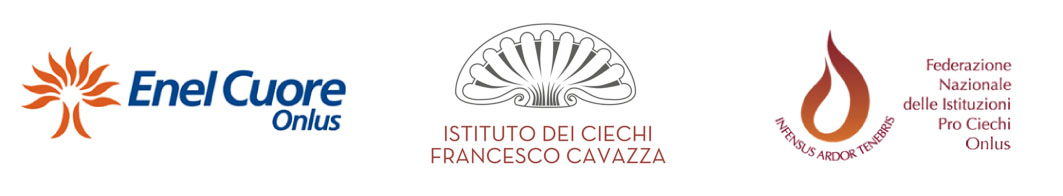 Enel Cuore
Onlus
ISTITUTO DEI CIECHI
FRANCESCO CAVAZZA
INFENSUS ARDOR TENEBRIS
Federazione
Nazionale
delle Istituzioni
Pro Ciechi
Onlus